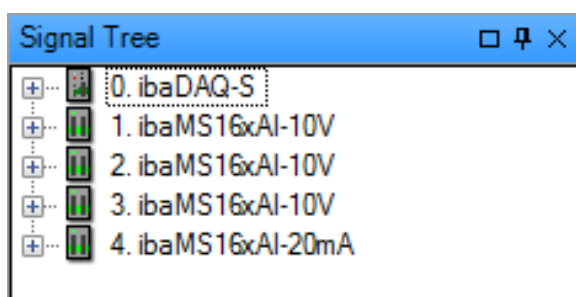 Signal Tree
0. ibaDAQ-S
1. ibaMS16xAI-10V
2. ibaMS16xAI-10V
3. ibaMS16xAI-10V
4. ibaMS16xAI-20mA